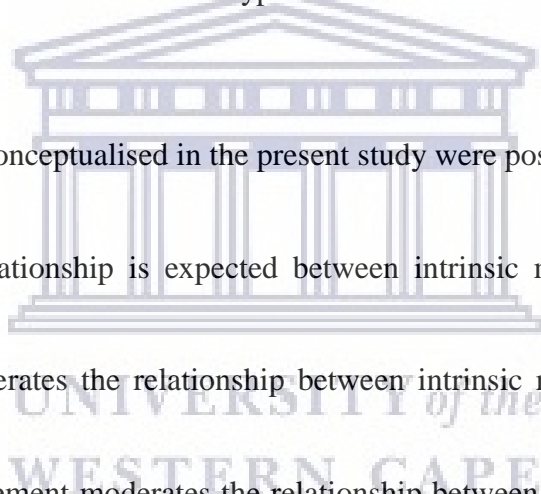 onceptualised in the present study were pos
ationship is expected between intrinsic
erates the relationship between intrinsic
UNIVERSITY of the
ement moderates the relationship between
WESTERN CAPE